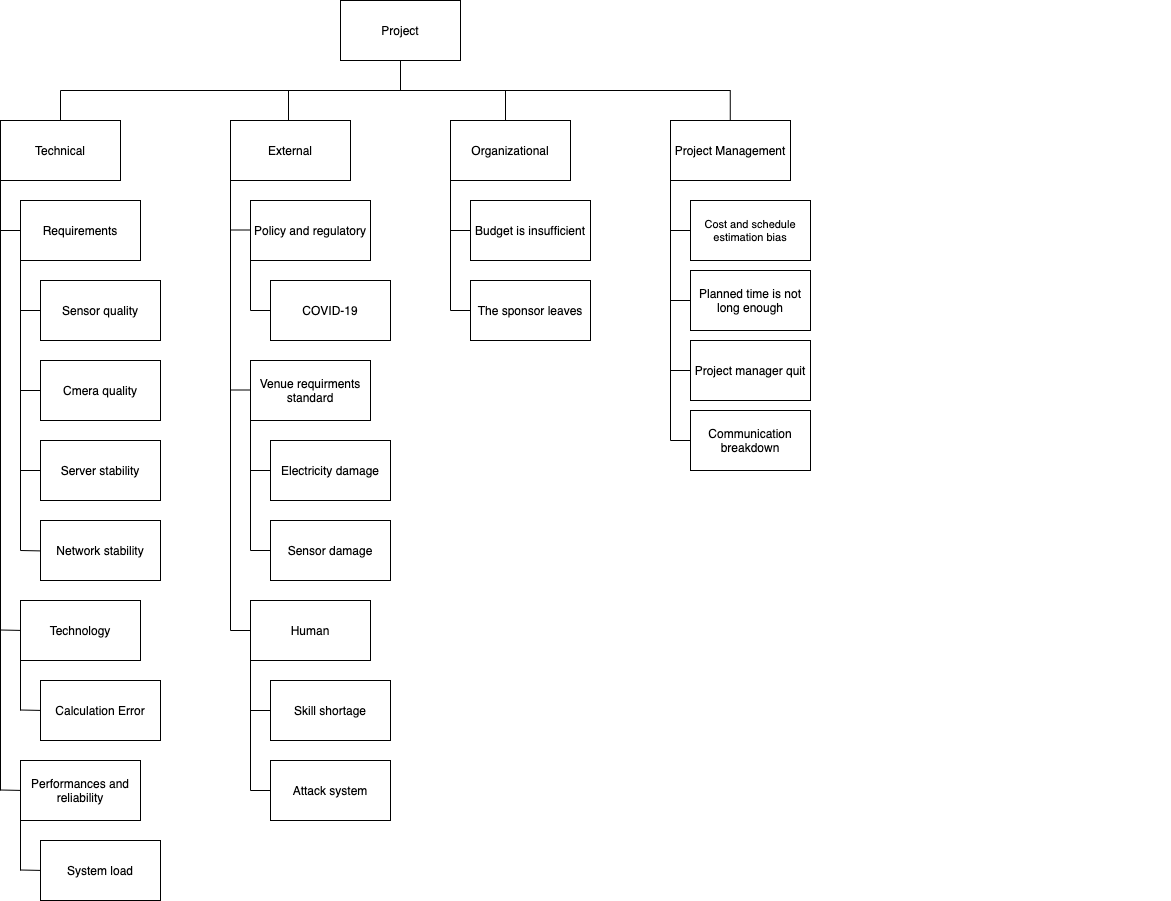 Project
Technical
External
Organizational
Project Management
Requirements
Sensor quality
Cmera quality
Server stability
Network stability
Technology
Calculation Error
Performances and
reliability
System load
Policy and regulatory
COVID-19
Venue requirments
standard
Electricity damage
Sensor damage
Human
Skill shortage
Attack system
Budget is insufficient
The sponsor leaves
Cost and schedule
estimation bias
Planned time is not
long enough
Project manager quit
Communication
breakdown